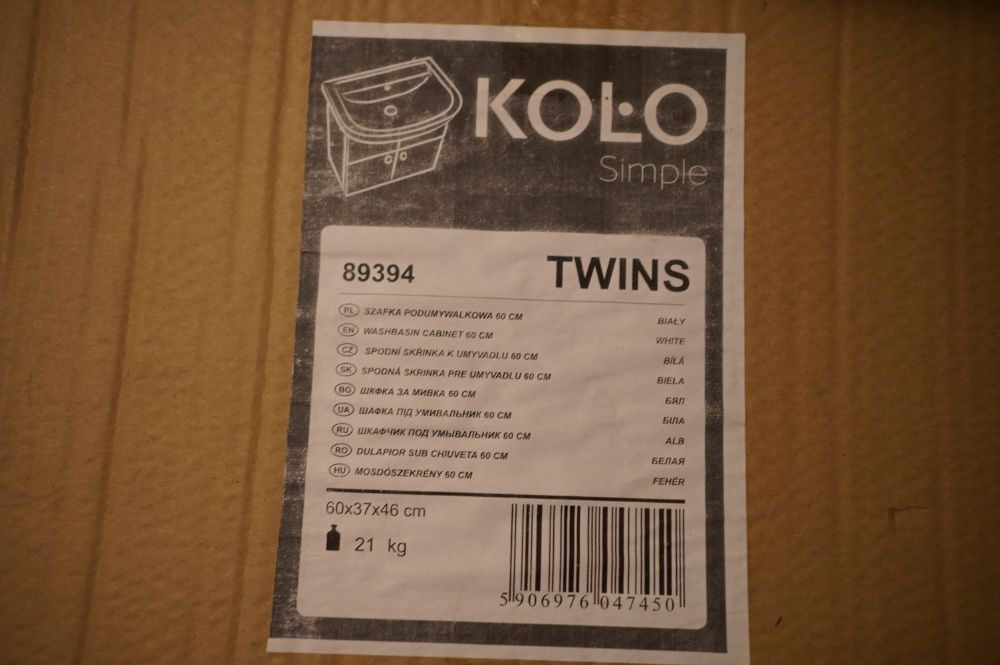 KOŁO
Simple
89394 TWINS
PL SZAFKA PODUMYWALKOWA 60 CM BIAŁY
EN WASHBASIN CABINET 60 CM WHITE
CZ SPODNÍ SKŘINKA K UMYVADLU 60 CM BÍLÁ
SK SPODNÁ SKRINKA PRE UMYVADLU 60 CM BIELA
BG ШКФКА ЗА МИВКА 60 CM БЯЛ
UA ШАФКА ПІД УМИВАЛЬНИК 60 CM БІЛА
RU ШКАФЧИК ПОД УМЫВАЛЬНИК 60 CM ALB
RO DULAPIOR SUB CHIUVETA 60 CM БЕЛАЯ
HU MOSDÓSZEKRÉNY 60 CM FEHÉR
60x37x46 cm
21 kg
5 906976 047450